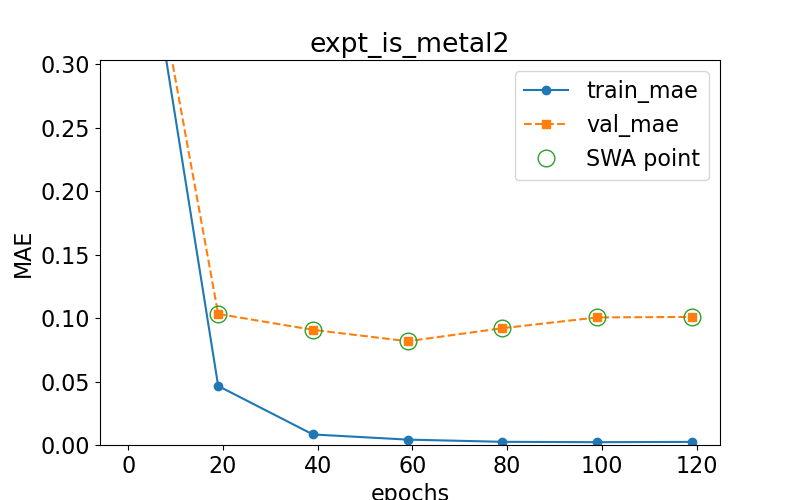 expt_is_metal2
0.30
0.25
0.20
0.15
0.10
0.05
0.00
MAE
train_mae
val_mae
SWA point
0 20 40 60 80 100 120
epochs